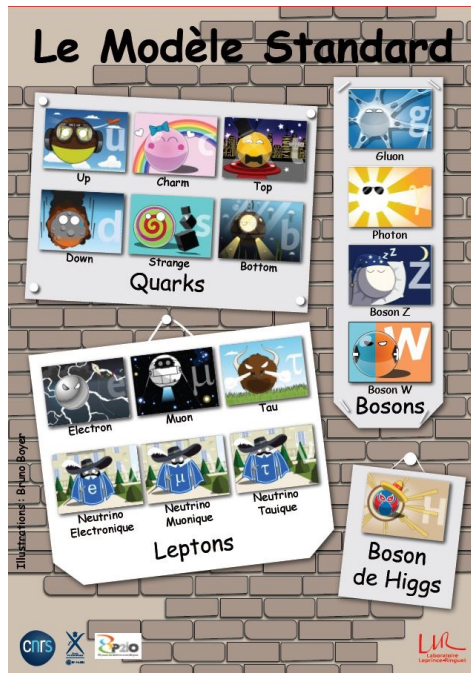 Le Modèle Standard
u
Up
c
Charm
t
Top
d
Down
s
Strange
b
Bottom
Quarks
g
Gluon
Photon
Z Z
Z
Boson Z
W
Boson W
Bosons
e
Electron
μ
Muon
τ
Tau
e
Neutrino
Electronique
μ
Neutrino
Muonique
τ
Neutrino
Tauique
Leptons
H
Boson
de Higgs
Illustrations : Bruno Boyer
cnrs
P2IO
LLR
Laboratoire
Leprince-Ringuet